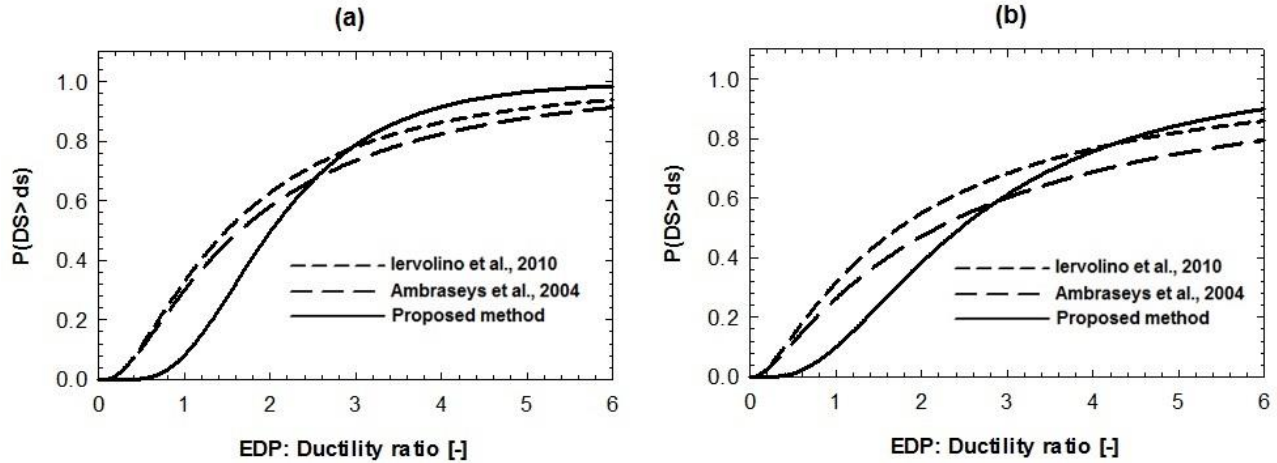 (a)
1.0
0.8
0.6
0.4
0.2
0.0
P(DS> ds)
Iervolino et al., 2010
Ambraseys et al., 2004
Proposed method
0 1 2 3 4 5 6
EDP: Ductility ratio [-]
(b)
1.0
0.8
0.6
0.4
0.2
0.0
P(DS> ds)
Iervolino et al., 2010
Ambraseys et al., 2004
Proposed method
0 1 2 3 4 5 6
EDP: Ductility ratio [-]